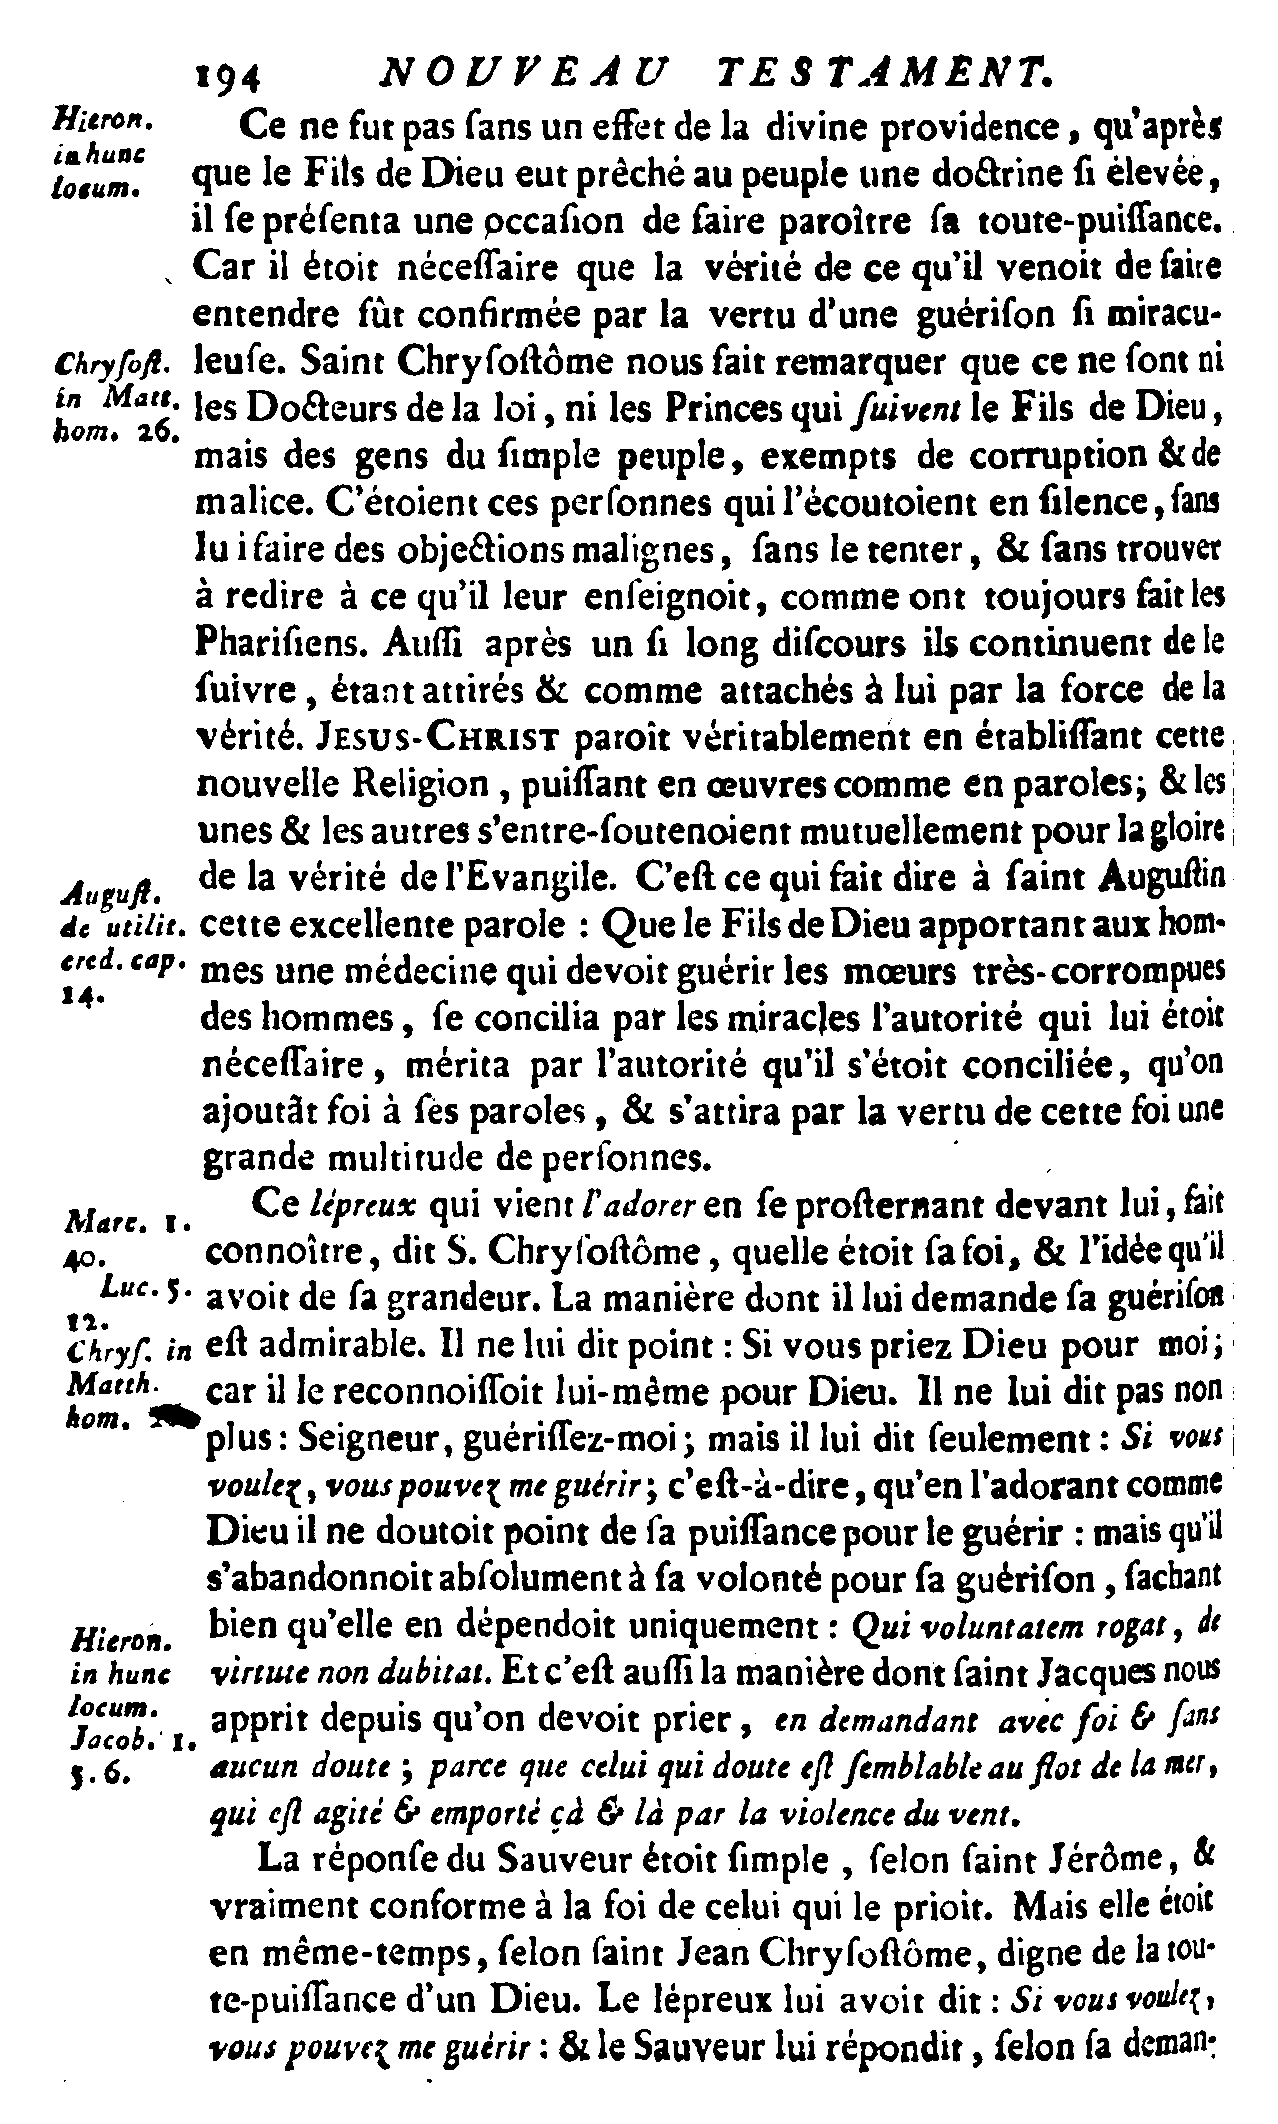 194 NOUVEAU TESTAMENT.
Hieron.
in hunc
locum.
Ce ne fut pas ſans un effet de la divine providence, qu'après
que le Fils de Dieu eut prêché au peuple une doctrine ſi élevée,
il ſe préſenta une occaſion de faire paroître ſa toute-puiſſance.
Car il étoit néceſſaire que la vérité de ce qu'il venoit de faire
entendre fût confirmée par la vertu d'une guériſon ſi miracu-
Chryſoſt.
in Matt.
hom. 26.
leuſe. Saint Chryſoſtôme nous fait remarquer que ce ne ſont ni
les Docteurs de la loi, ni les Princes qui ſuivent le Fils de Dieu,
mais des gens du ſimple peuple, exempts de corruption & de
malice. C'étoient ces perſonnes qui l'écoutoient en ſilence, ſans
lui faire des objections malignes, ſans le tenter, & ſans trouver
à redire à ce qu'il leur enſeignoit, comme ont toujours fait les
Phariſiens. Auſſi après un ſi long diſcours ils continuent de le
ſuivre, étant attirés & comme attachés à lui par la force de la
vérité. JESUS-CHRIST paroît véritablement en établiſſant cette
nouvelle Religion, puiſſant en œuvres comme en paroles; & les
unes & les autres s'entre-ſoutenoient mutuellement pour la gloire
Auguſt.
de utilit.
cred. cap.
14.
de la vérité de l'Evangile. C'eſt ce qui fait dire à ſaint Auguſtin
cette excellente parole : Que le Fils de Dieu apportant aux hom-
mes une médecine qui devoit guérir les mœurs très-corrompues
des hommes, ſe concilia par les miracles l'autorité qui lui étoit
néceſſaire, mérita par l'autorité qu'il s'étoit conciliée, qu'on
ajoutât foi à ſes paroles, & s'attira par la vertu de cette foi une
grande multitude de perſonnes.
Marc. 1.
40.
Luc. 5.
12.
Chryſ. in
Matth.
hom.
Ce lépreux qui vient l'adorer en ſe proſternant devant lui, fait
connoître, dit S. Chryſoſtôme, quelle étoit ſa foi, & l'idée qu'il
avoit de ſa grandeur. La manière dont il lui demande ſa guériſon
eſt admirable. Il ne lui dit point : Si vous priez Dieu pour moi;
car il le reconnoiſſoit lui-même pour Dieu. Il ne lui dit pas non
plus : Seigneur, guériſſez-moi; mais il lui dit ſeulement : Si vous
voulez, vous pouvez me guérir; c'eſt-à-dire, qu'en l'adorant comme
Dieu il ne doutoit point de ſa puiſſance pour le guérir : mais qu'il
s'abandonnoit abſolument à ſa volonté pour ſa guériſon, ſachant
Hieron.
in hunc
locum.
Jacob. 1.
5. 6.
bien qu'elle en dépendoit uniquement : Qui voluntatem rogat, de
virtute non dubitat. Et c'eſt auſſi la manière dont ſaint Jacques nous
apprit depuis qu'on devoit prier, en demandant avec foi & ſans
aucun doute; parce que celui qui doute eſt ſemblable au flot de la mer,
qui eſt agité & emporté çà & là par la violence du vent.
La réponſe du Sauveur étoit ſimple, ſelon ſaint Jérôme, &
vraiment conforme à la foi de celui qui le prioit. Mais elle étoit
en même-temps, ſelon ſaint Jean Chryſoſtôme, digne de la tou-
te-puiſſance d'un Dieu. Le lépreux lui avoit dit : Si vous voulez,
vous pouvez me guérir : & le Sauveur lui répondit, ſelon ſa deman-